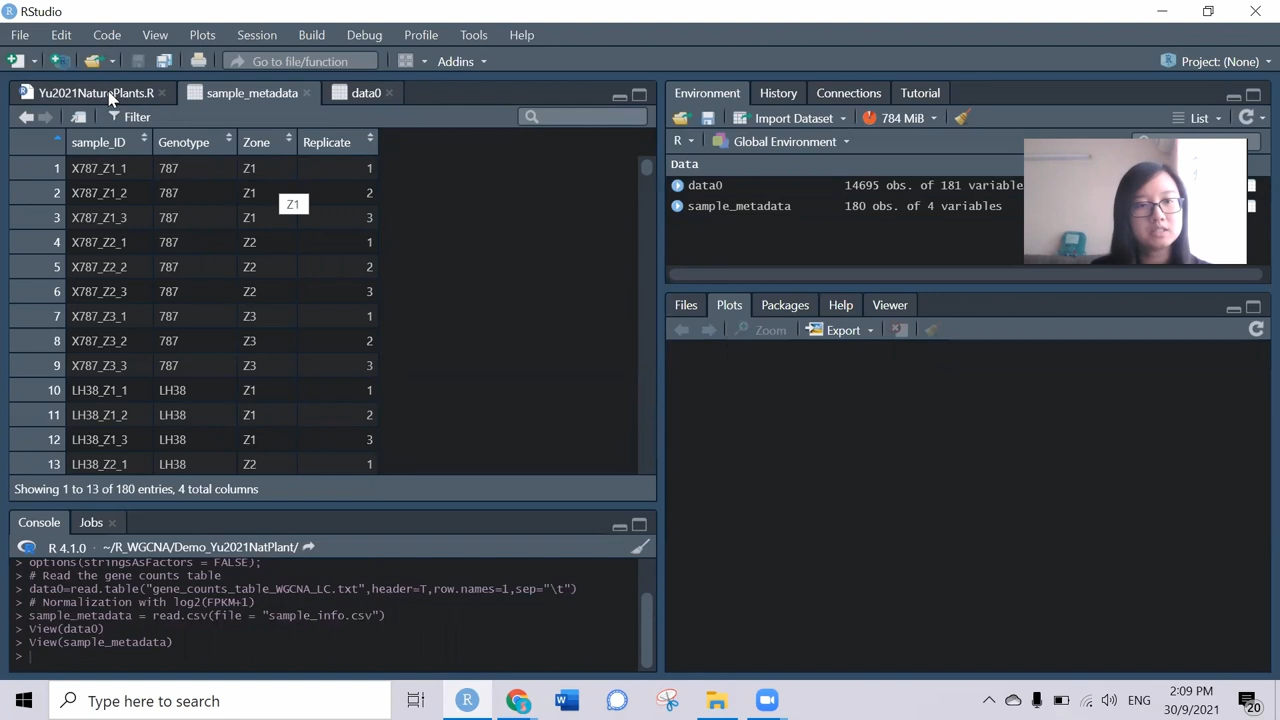 RStudio
File Edit Code View Plots Session Build Debug Profile Tools Help
Go to file/function Addins Project: (None)
Yu2021NaturePlants.R sample_metadata data0
Filter
sample_ID Genotype Zone Replicate
1 X787_Z1_1 787 Z1 1
2 X787_Z1_2 787 Z1 2
3 X787_Z1_3 787 Z1 3
4 X787_Z2_1 787 Z2 1
5 X787_Z2_2 787 Z2 2
6 X787_Z2_3 787 Z2 3
7 X787_Z3_1 787 Z3 1
8 X787_Z3_2 787 Z3 2
9 X787_Z3_3 787 Z3 3
10 LH38_Z1_1 LH38 Z1 1
11 LH38_Z1_2 LH38 Z1 2
12 LH38_Z1_3 LH38 Z1 3
13 LH38_Z2_1 LH38 Z2 1
Z1
Showing 1 to 13 of 180 entries, 4 total columns
Console Jobs
R 4.1.0 · ~/R_WGCNA/Demo_Yu2021NatPlant/
> options(stringsAsFactors = FALSE);
> # Read the gene counts table
> data0=read.table("gene_counts_table_WGCNA_LC.txt",header=T,row.names=1,sep="\t")
> # Normalization with log2(FPKM+1)
> sample_metadata = read.csv(file = "sample_info.csv")
> View(data0)
> View(sample_metadata)
>
Environment History Connections Tutorial
Import Dataset 784 MiB List
R Global Environment
Data
data0 14695 obs. of 181 variable
sample_metadata 180 obs. of 4 variables
Files Plots Packages Help Viewer
Zoom Export
Type here to search
ENG
2:09 PM
30/9/2021
20